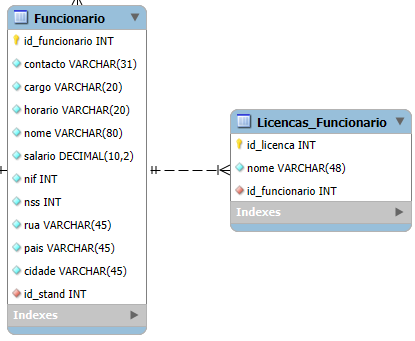 Funcionario
id_funcionario INT
contacto VARCHAR(31)
cargo VARCHAR(20)
horario VARCHAR(20)
nome VARCHAR(80)
salario DECIMAL(10,2)
nif INT
nss INT
rua VARCHAR(45)
pais VARCHAR(45)
cidade VARCHAR(45)
id_stand INT
Indexes
Licencas_Funcionario
id_licenca INT
nome VARCHAR(48)
id_funcionario INT
Indexes